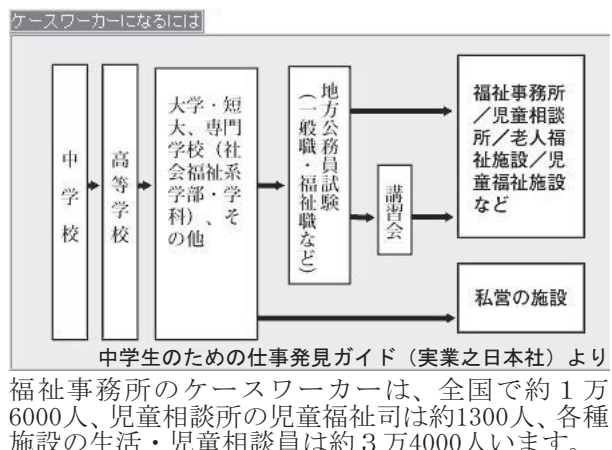 ケースワーカーになるには
中学校
高等学校
大学・短
大、専門
学校（社
会福祉系
学部・学
科）、そ
の他
地方公務員試験
（一般職・福祉職など）
講習会
福祉事務所
／児童相談
所／老人福
祉施設／児
童福祉施設
など
私営の施設
中学生のための仕事発見ガイド（実業之日本社）より
福祉事務所のケースワーカーは、全国で約１万
6000人、児童相談所の児童福祉司は約1300人、各種
施設の生活・児童相談員は約３万4000人います。